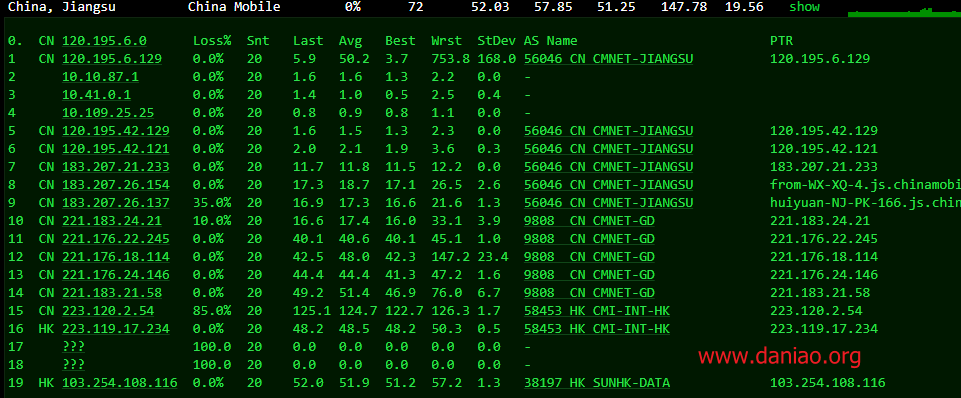 China, Jiangsu China Mobile 0% 72 52.03 57.85 51.25 147.78 19.56 show
0. CN 120.195.6.0 Loss% Snt Last Avg Best Wrst StDev AS Name PTR
1 CN 120.195.6.129 0.0% 20 5.9 50.2 3.7 753.8 168.0 56046 CN CMNET-JIANGSU 120.195.6.129
2 10.10.87.1 0.0% 20 1.6 1.6 1.3 2.2 0.0 -
3 10.41.0.1 0.0% 20 1.4 1.0 0.5 2.5 0.4 -
4 10.109.25.25 0.0% 20 0.8 0.9 0.8 1.1 0.0 -
5 CN 120.195.42.129 0.0% 20 1.6 1.5 1.3 2.3 0.0 56046 CN CMNET-JIANGSU 120.195.42.129
6 CN 120.195.42.121 0.0% 20 2.0 2.1 1.9 3.6 0.3 56046 CN CMNET-JIANGSU 120.195.42.121
7 CN 183.207.21.233 0.0% 20 11.7 11.8 11.5 12.2 0.0 56046 CN CMNET-JIANGSU 183.207.21.233
8 CN 183.207.26.154 0.0% 20 17.3 18.7 17.1 26.5 2.6 56046 CN CMNET-JIANGSU from-WX-XQ-4.js.chinamobi
9 CN 183.207.26.137 35.0% 20 16.9 17.3 16.6 21.6 1.3 56046 CN CMNET-JIANGSU huiyuan-NJ-PK-166.js.chin
10 CN 221.183.24.21 10.0% 20 16.6 17.4 16.0 33.1 3.9 9808 CN CMNET-GD 221.183.24.21
11 CN 221.176.22.245 0.0% 20 40.1 40.6 40.1 45.1 1.0 9808 CN CMNET-GD 221.176.22.245
12 CN 221.176.18.114 0.0% 20 42.5 48.0 42.3 147.2 23.4 9808 CN CMNET-GD 221.176.18.114
13 CN 221.176.24.146 0.0% 20 44.4 44.4 41.3 47.2 1.6 9808 CN CMNET-GD 221.176.24.146
14 CN 221.183.21.58 0.0% 20 49.2 51.4 46.9 76.0 6.7 9808 CN CMNET-GD 221.183.21.58
15 CN 223.120.2.54 85.0% 20 125.1 124.7 122.7 126.3 1.7 58453 HK CMI-INT-HK 223.120.2.54
16 HK 223.119.17.234 0.0% 20 48.2 48.5 48.2 50.3 0.5 58453 HK CMI-INT-HK 223.119.17.234
17 ??? 100.0 20 0.0 0.0 0.0 0.0 0.0 -
18 ??? 100.0 20 0.0 0.0 0.0 0.0 0.0 -
www.daniao.org
19 HK 103.254.108.116 0.0% 20 52.0 51.9 51.2 57.2 1.3 38197 HK SUNHK-DATA 103.254.108.116